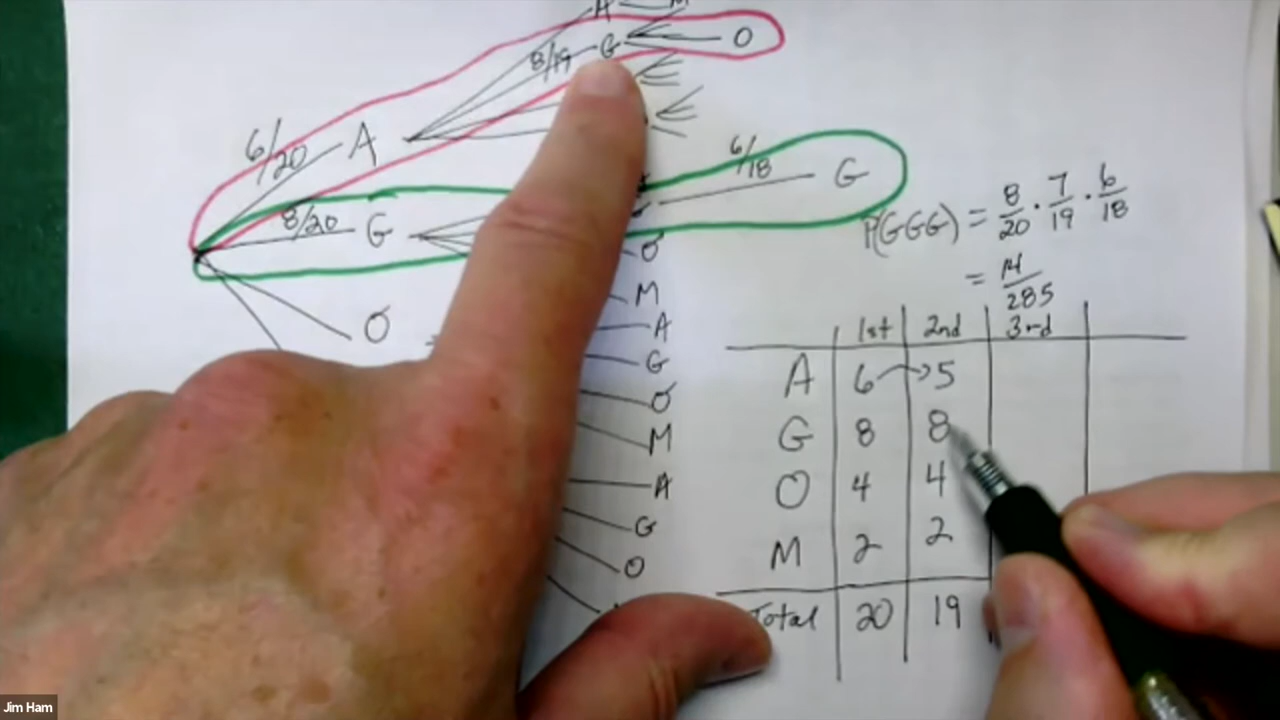 A M
8/19 G O
6/20 A
6/18 G
8/20 G
O
M
O A
G
O
M
A
G
O
P(GGG) = 8/20 · 7/19 · 6/18
= 14/285
1st 2nd 3rd
A 6 → 5
G 8 8
O 4 4
M 2 2
Total 20 19
Jim Ham